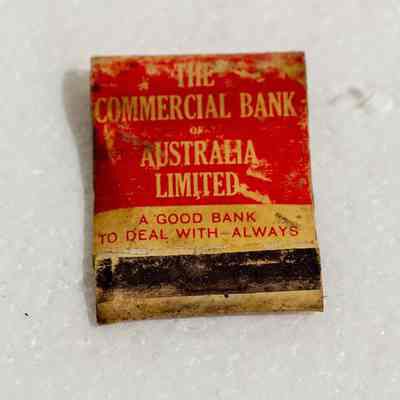 THE
COMMERCIAL BANK
OF
AUSTRALIA
LIMITED
A GOOD BANK
TO DEAL WITH—ALWAYS